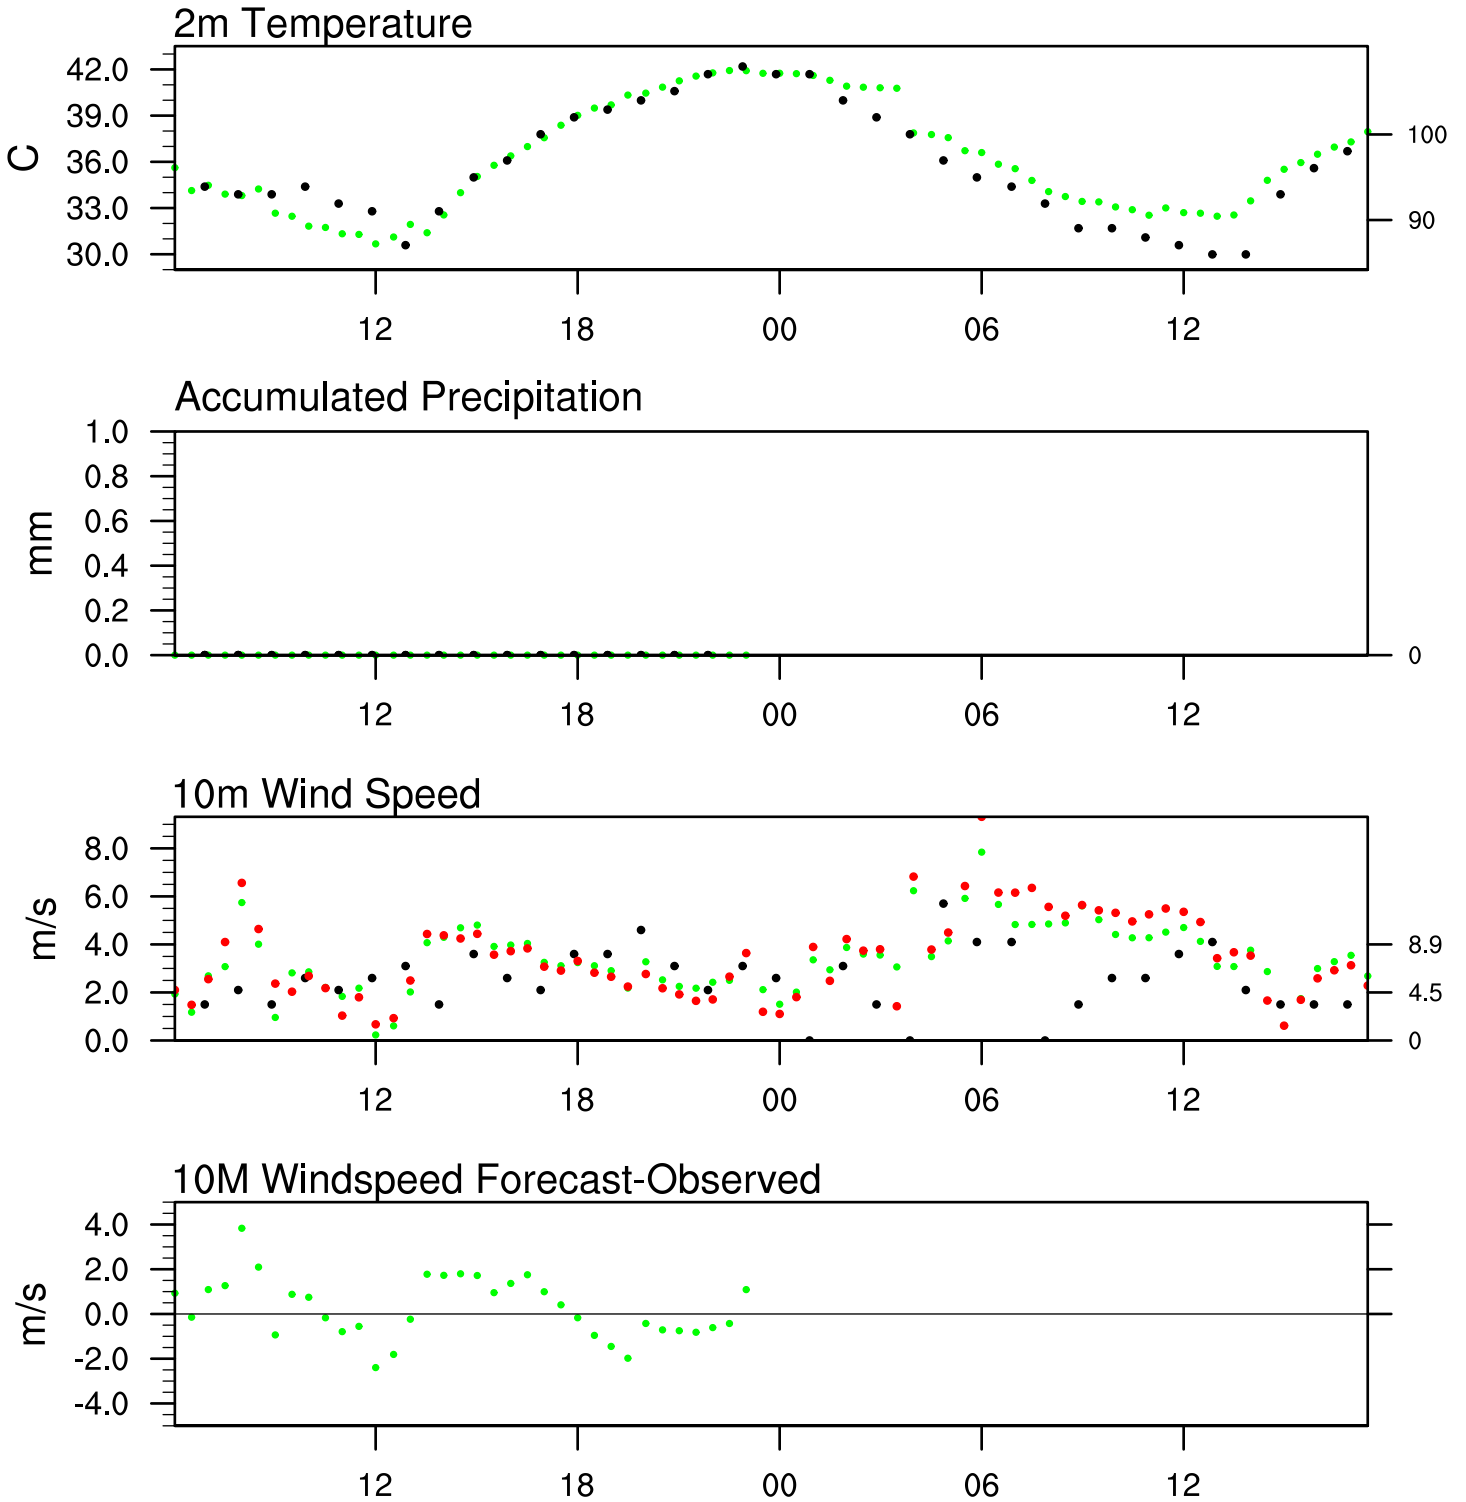 2m Temperature
42.0
39.0
36.0
33.0
30.0
C
100
90
12 18 00 06 12
Accumulated Precipitation
1.0
0.8
0.6
0.4
0.2
0.0
mm
0
12 18 00 06 12
10m Wind Speed
8.0
6.0
4.0
2.0
0.0
m/s
8.9
4.5
0
12 18 00 06 12
10M Windspeed Forecast-Observed
4.0
2.0
0.0
-2.0
-4.0
m/s
12 18 00 06 12